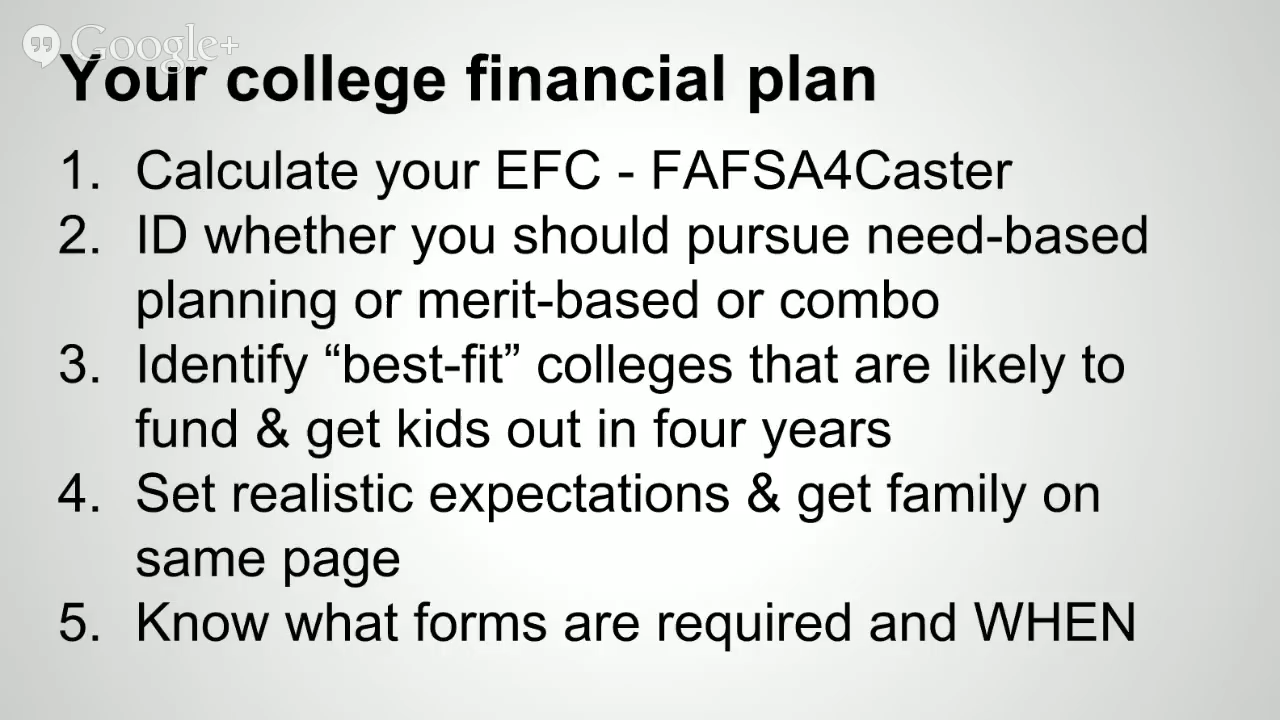 Google+
Your college financial plan
1. Calculate your EFC - FAFSA4Caster
2. ID whether you should pursue need-based
planning or merit-based or combo
3. Identify “best-fit” colleges that are likely to
fund & get kids out in four years
4. Set realistic expectations & get family on
same page
5. Know what forms are required and WHEN